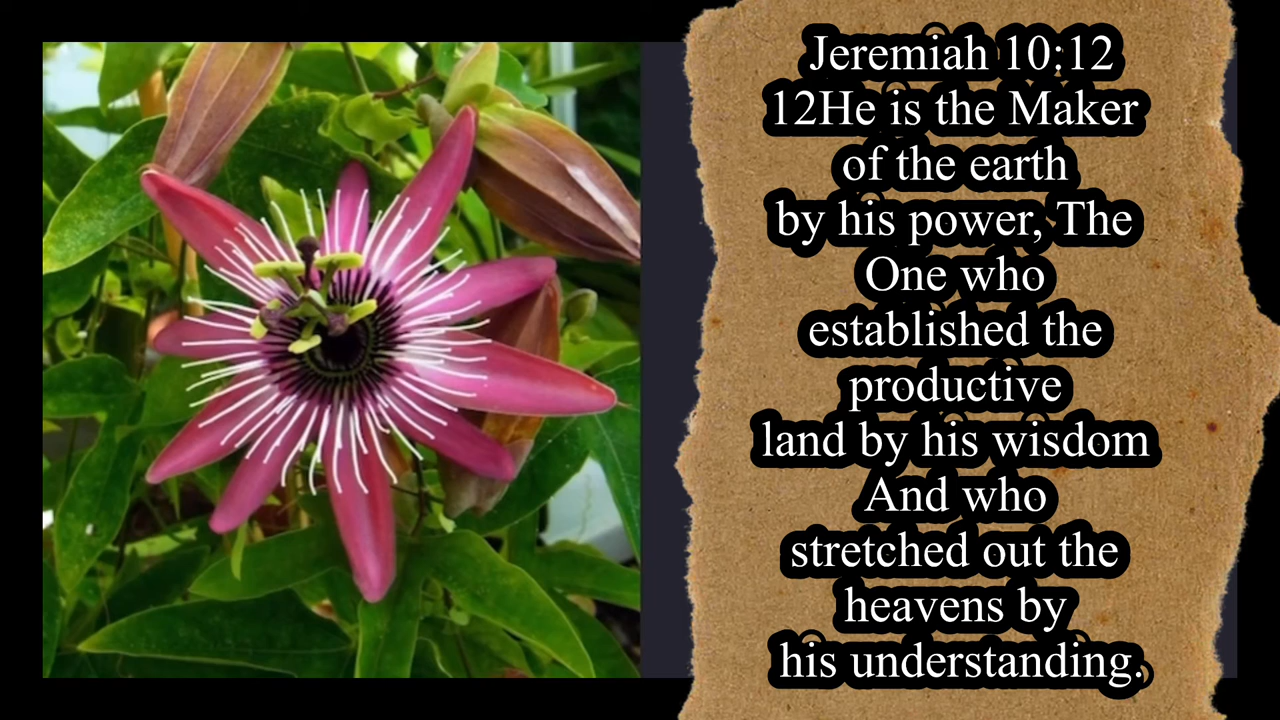 Jeremiah 10:12
12He is the Maker
of the earth
by his power, The
One who
established the
productive
land by his wisdom
And who
stretched out the
heavens by
his understanding.